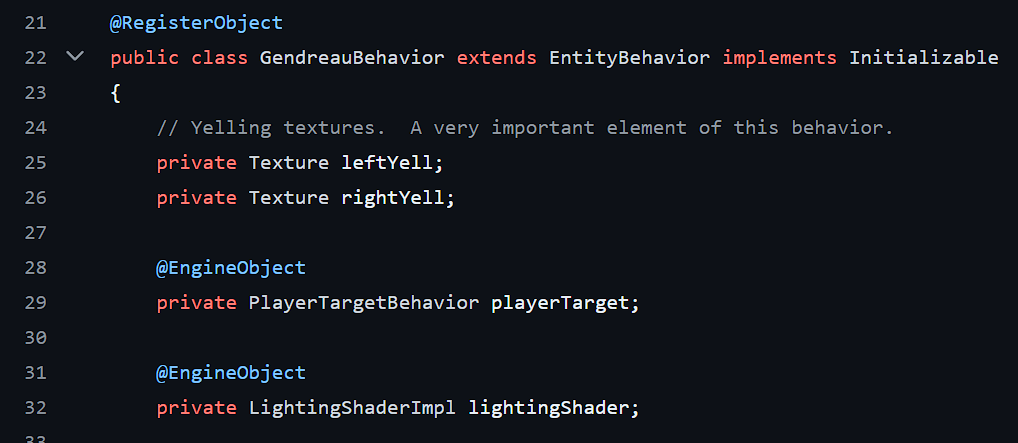 21 @RegisterObject
22 public class GendreauBehavior extends EntityBehavior implements Initializable
23 {
24 // Yelling textures.  A very important element of this behavior.
25 private Texture leftYell;
26 private Texture rightYell;
27
28 @EngineObject
29 private PlayerTargetBehavior playerTarget;
30
31 @EngineObject
32 private LightingShaderImpl lightingShader;
33